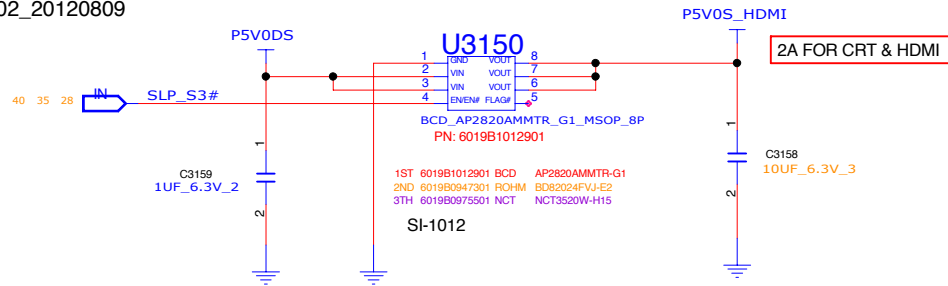 02_20120809
P5V0S_HDMI
P5V0DS
U3150
2A FOR CRT & HDMI
1 GND VOUT 8
2 VIN VOUT 7
3 VIN VOUT 6
4 EN/EN# FLAG# 5
40 35 28 IN SLP_S3#
BCD_AP2820AMMTR_G1_MSOP_8P
PN: 6019B1012901
1
1
C3159
1UF_6.3V_2
C3158
10UF_6.3V_3
1ST 6019B1012901 BCD AP2820AMMTR-G1
2ND 6019B0947301 ROHM BD82024FVJ-E2
3TH 6019B0975501 NCT NCT3520W-H15
2
2
SI-1012